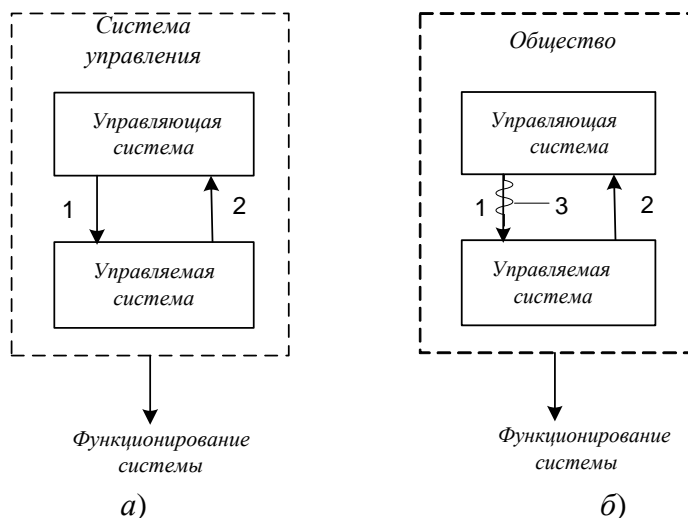 Система
управления
Управляющая
система
1
2
Управляемая
система
Функционирование
системы
а)
Общество
Управляющая
система
1
3
2
Управляемая
система
Функционирование
системы
б)